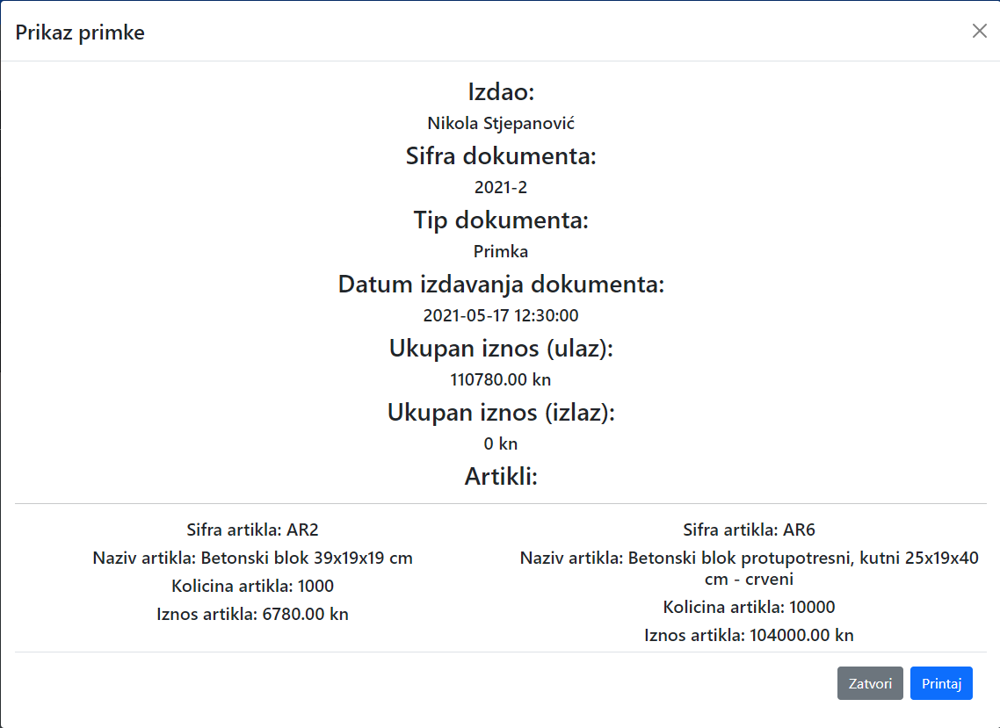 Prikaz primke
Izdao:
Nikola Stjepanović
Sifra dokumenta:
2021-2
Tip dokumenta:
Primka
Datum izdavanja dokumenta:
2021-05-17 12:30:00
Ukupan iznos (ulaz):
110780.00 kn
Ukupan iznos (izlaz):
0 kn
Artikli:
Sifra artikla: AR2
Naziv artikla: Betonski blok 39x19x19 cm
Kolicina artikla: 1000
Iznos artikla: 6780.00 kn
Sifra artikla: AR6
Naziv artikla: Betonski blok protupotresni, kutni 25x19x40
cm - crveni
Kolicina artikla: 10000
Iznos artikla: 104000.00 kn
Zatvori
Printaj